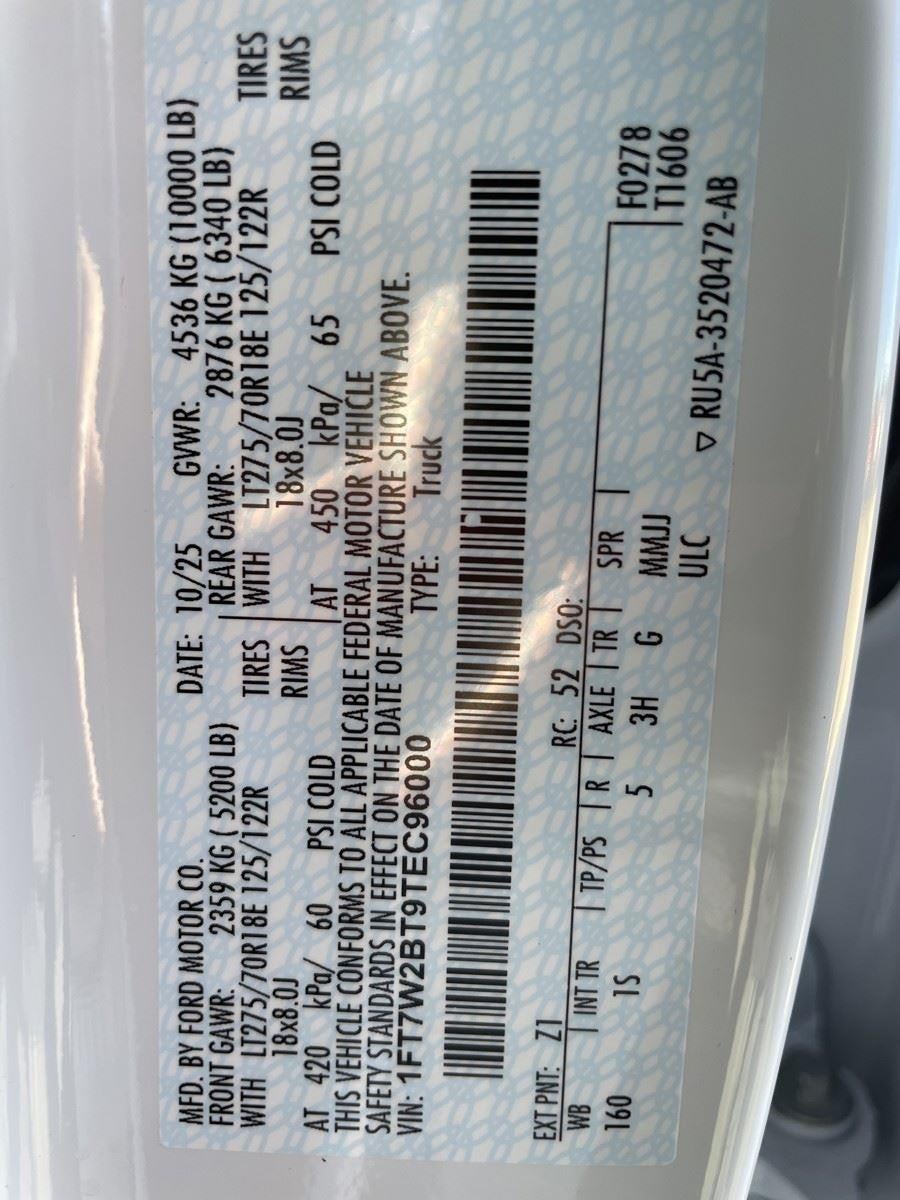 MFD. BY FORD MOTOR CO. DATE: 10/25 GVWR: 4536 KG (10000 LB)
FRONT GAWR: 2359 KG ( 5200 LB) REAR GAWR: 2876 KG ( 6340 LB)
WITH LT275/70R18E 125/122R TIRES WITH LT275/70R18E 125/122R TIRES
18x8.0J RIMS 18x8.0J RIMS
AT 420 kPa/ 60 PSI COLD AT 450 kPa/ 65 PSI COLD
THIS VEHICLE CONFORMS TO ALL APPLICABLE FEDERAL MOTOR VEHICLE
SAFETY STANDARDS IN EFFECT ON THE DATE OF MANUFACTURE SHOWN ABOVE.
VIN: 1FT7W2BT9TEC96000 TYPE: Truck
EXT PNT: Z1 RC: 52 DSO:
WB | INT TR | TP/PS | R | AXLE | TR | SPR | F0278
160 1S 5 3H G MMJJ T1606
ULC ▽ RU5A-3520472-AB